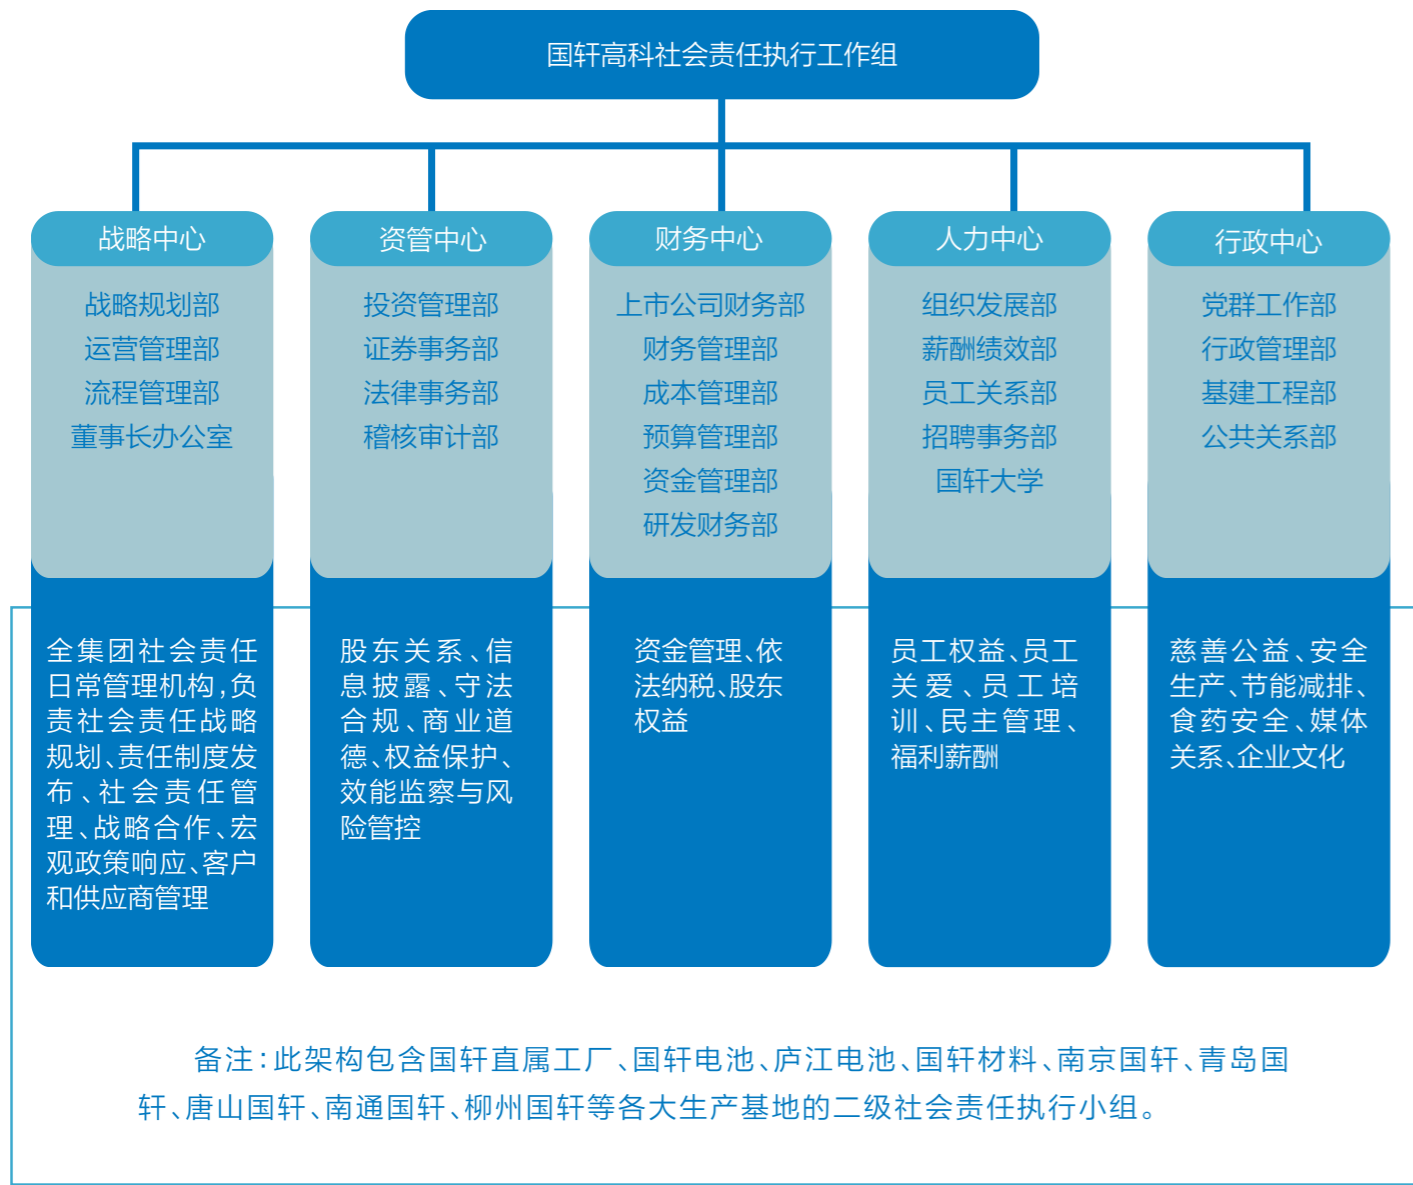 国轩高科社会责任执行工作组
战略中心
战略规划部
运营管理部
流程管理部
董事长办公室
全集团社会责任
日常管理机构,负
责社会责任战略
规划、责任制度发
布、社会责任管
理、战略合作、宏
观政策响应、客户
和供应商管理
资管中心
投资管理部
证券事务部
法律事务部
稽核审计部
股东关系、信
息披露、守法
合规、商业道
德、权益保护、
效能监察与风
险管控
财务中心
上市公司财务部
财务管理部
成本管理部
预算管理部
资金管理部
研发财务部
资金管理、依
法纳税、股东
权益
人力中心
组织发展部
薪酬绩效部
员工关系部
招聘事务部
国轩大学
员工权益、员工
关爱、员工培
训、民主管理、
福利薪酬
行政中心
党群工作部
行政管理部
基建工程部
公共关系部
慈善公益、安全
生产、节能减排、
食药安全、媒体
关系、企业文化
备注:此架构包含国轩直属工厂、国轩电池、庐江电池、国轩材料、南京国轩、青岛国
轩、唐山国轩、南通国轩、柳州国轩等各大生产基地的二级社会责任执行小组。